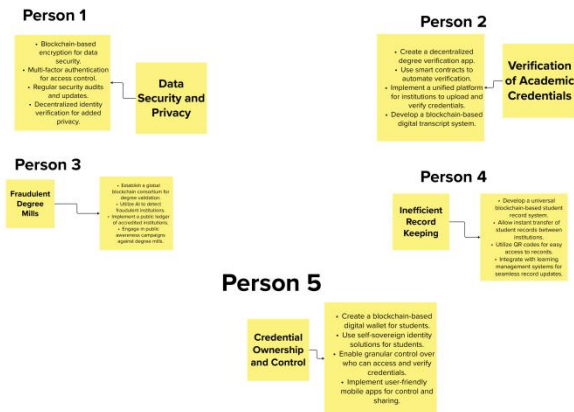 Person 1
• Blockchain-based
encryption for data
security.
• Multi-factor authentication
for access control.
• Regular security audits
and updates.
• Decentralized identity
verification for added
privacy.
Data
Security and
Privacy
Person 2
• Create a decentralized
degree verification app.
• Use smart contracts to
automate verification.
• Implement a unified platform
for institutions to upload and
verify credentials.
• Develop a blockchain-based
digital transcript system.
Verification
of Academic
Credentials
Person 3
Fraudulent
Degree
Mills
• Establish a global
blockchain consortium for
degree validation.
• Utilize AI to detect
fraudulent institutions.
• Implement a public ledger
of accredited institutions.
• Engage in public
awareness campaigns
against degree mills.
Person 4
Inefficient
Record
Keeping
• Develop a universal
blockchain-based student
record system.
• Allow instant transfer of
student records between
institutions.
• Utilize QR codes for easy
access to records.
• Integrate with learning
management systems for
seamless record updates.
Person 5
Credential
Ownership
and Control
• Create a blockchain-based
digital wallet for students.
• Use self-sovereign identity
solutions for students.
• Enable granular control over
who can access and verify
credentials.
• Implement user-friendly
mobile apps for control and
sharing.